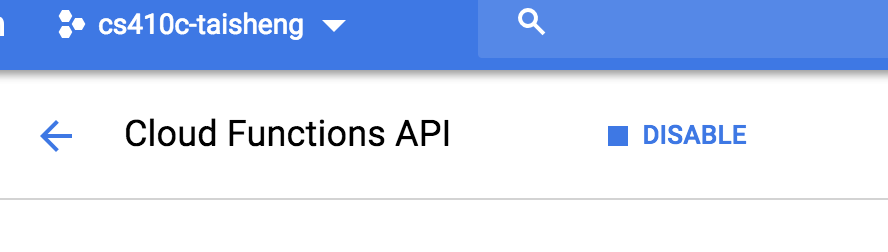 cs410c-taisheng
Cloud Functions API
DISABLE